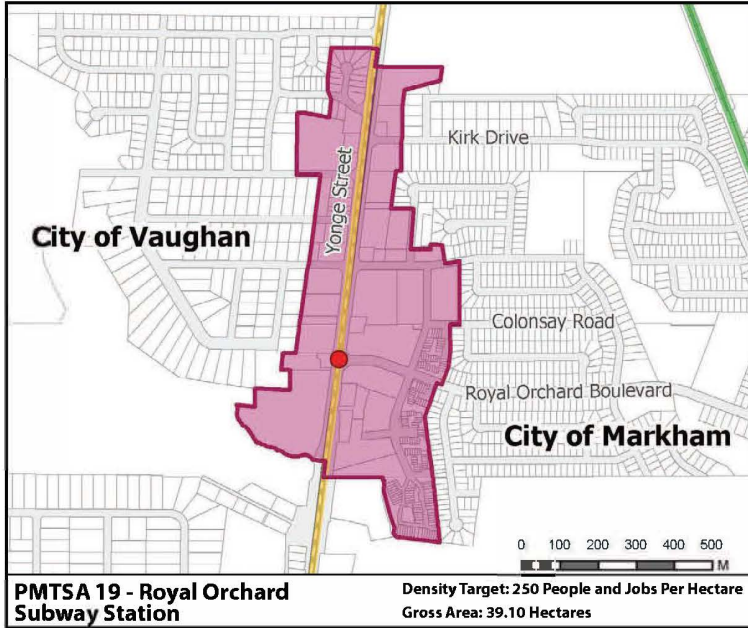 Kirk Drive
Yonge Street
City of Vaughan
Colonsay Road
Royal Orchard Boulevard
City of Markham
0 100 200 300 400 500
M
PMTSA 19 - Royal Orchard
Subway Station
Density Target: 250 People and Jobs Per Hectare
Gross Area: 39.10 Hectares